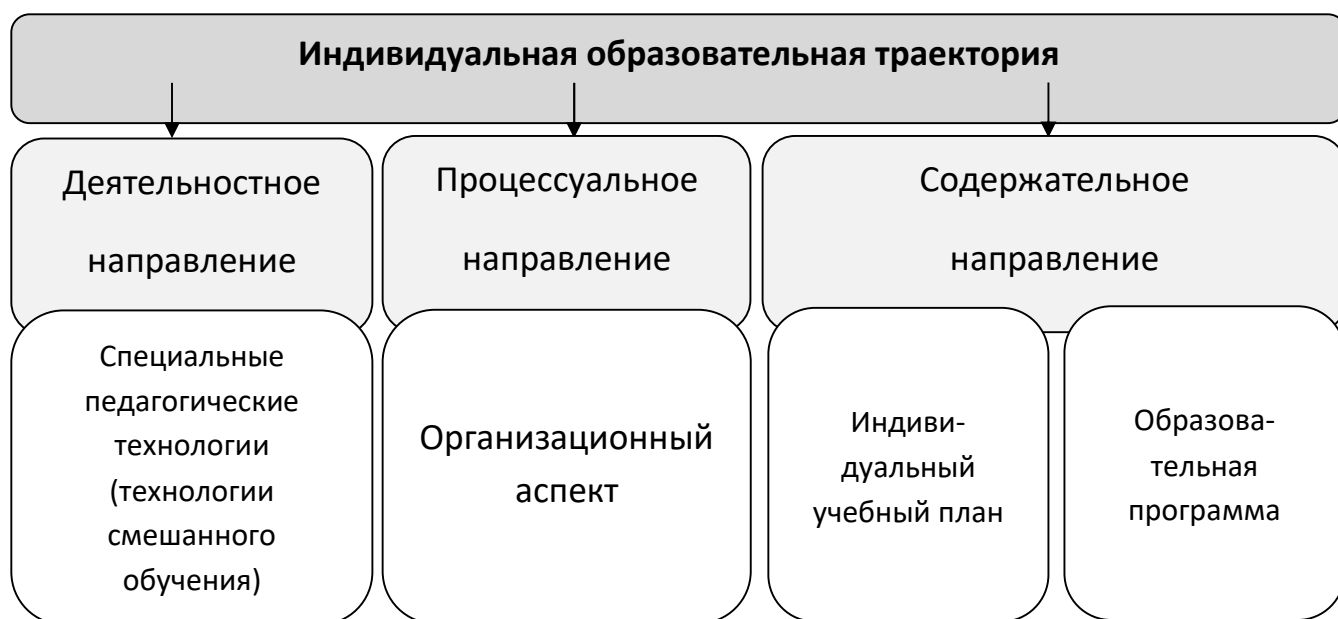 Индивидуальная образовательная траектория
Деятельностное
направление
Процессуальное
направление
Содержательное
направление
Специальные
педагогические
технологии
(технологии
смешанного
обучения)
Организационный
аспект
Индиви-
дуальный
учебный план
Образова-
тельная
программа